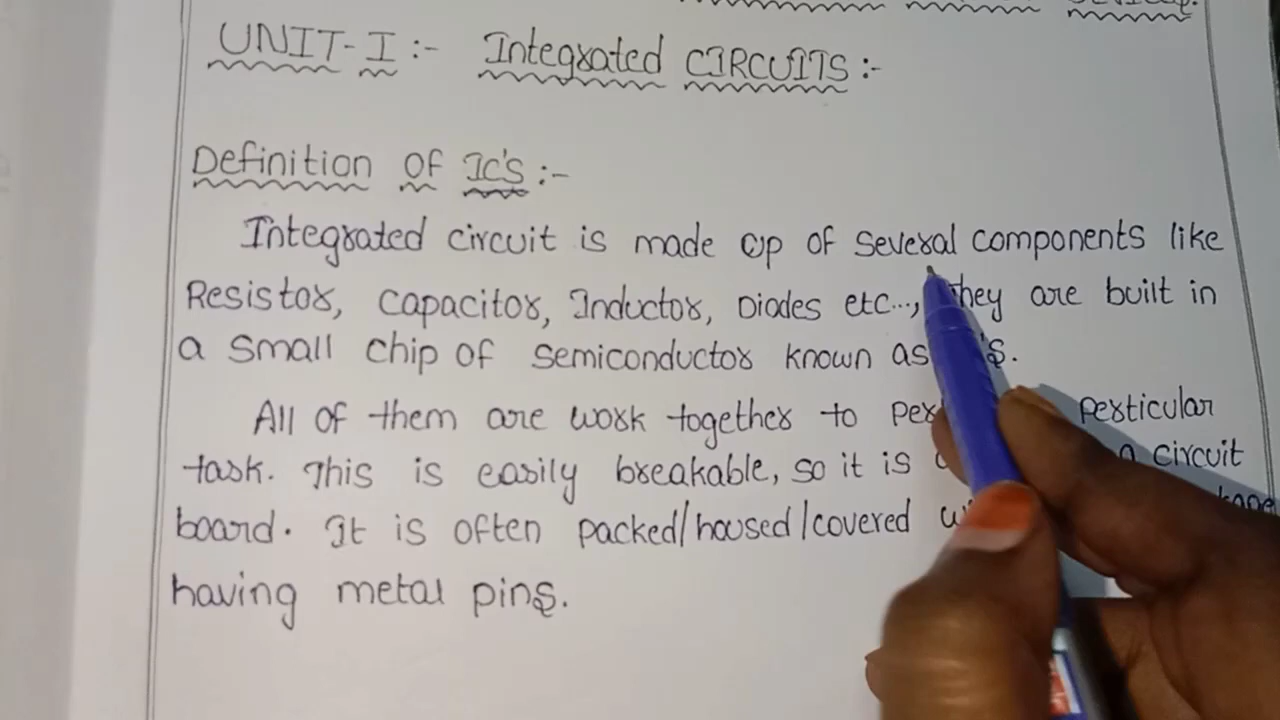 UNIT-I :- Integrated CIRCUITS :-
Definition Of IC'S :-
Integrated circuit is made up of several components like
Resistor, Capacitor, Inductor, Diodes etc..., they are built in
a small chip of semiconductor known as
All of them are work together to perticular
task. This is easily breakable, so it is a circuit
board. It is often packed/housed/covered
having metal pins.